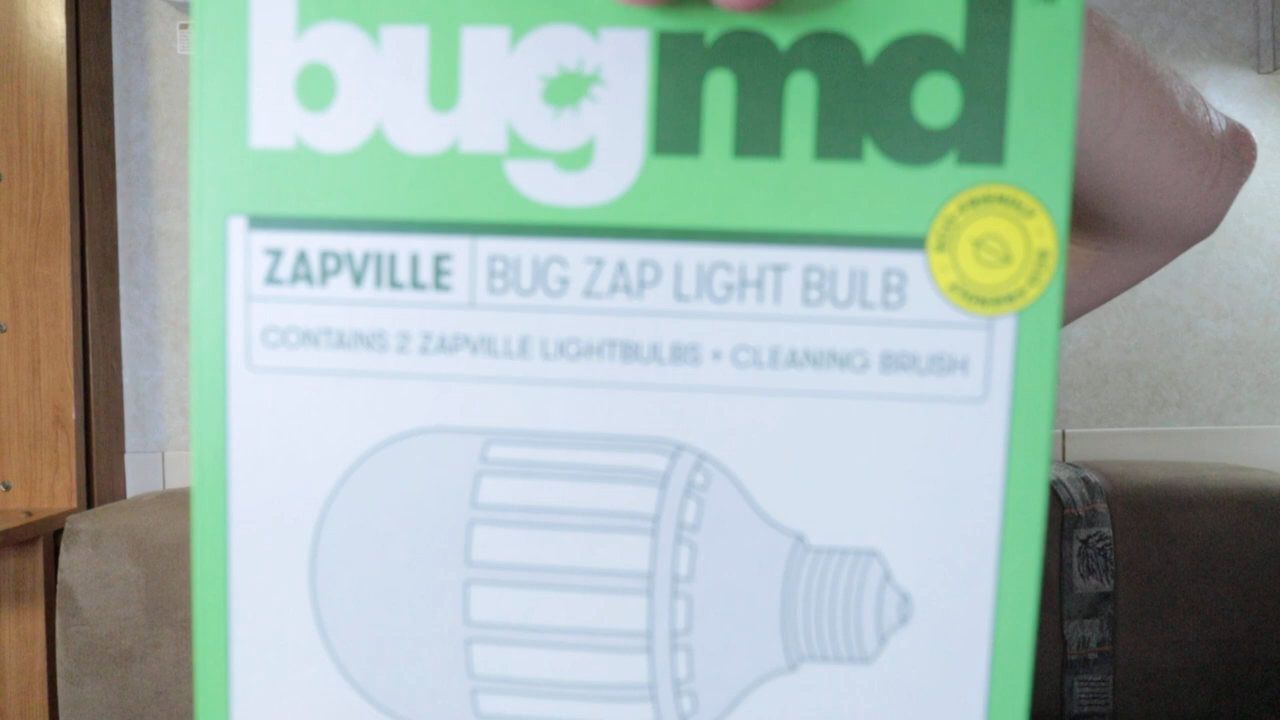 bugmd
ZAPVILLE BUG ZAP LIGHT BULB
CONTAINS 2 ZAPVILLE LIGHTBULBS + CLEANING BRUSH